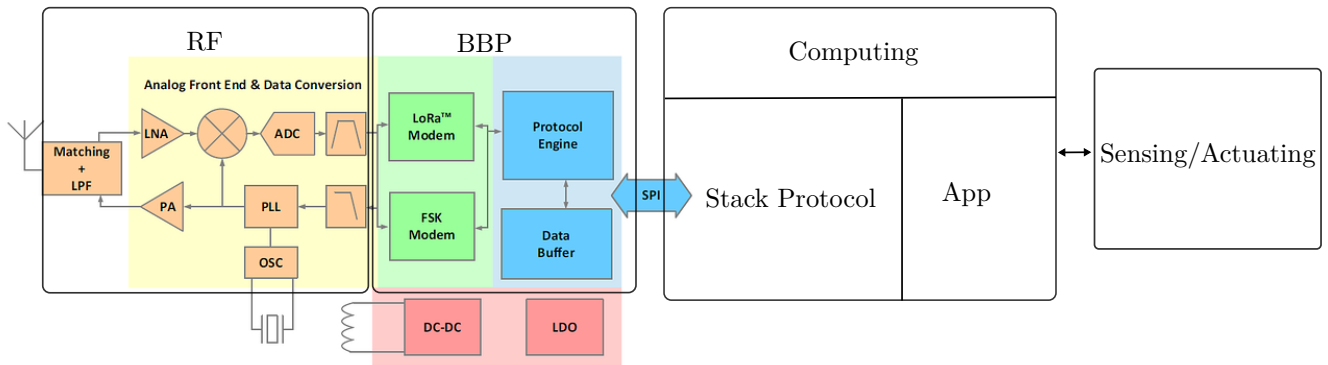 RF
BBP
Computing
Analog Front End & Data Conversion
LNA
ADC
LoRa™
Modem
Protocol
Engine
Matching
+
LPF
PA
PLL
FSK
Modem
Data
Buffer
SPI
Stack Protocol
App
Sensing/Actuating
OSC
DC-DC
LDO